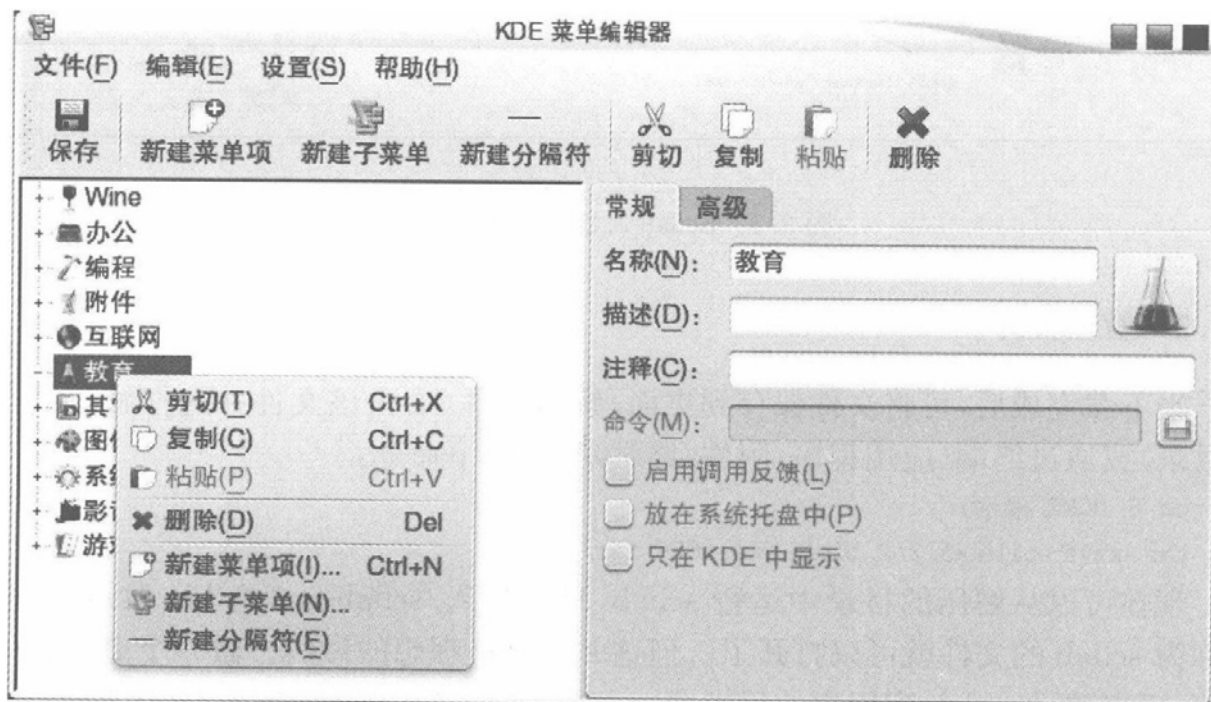 KDE 菜单编辑器
文件(F) 编辑(E) 设置(S) 帮助(H)
保存 新建菜单项 新建子菜单 新建分隔符 剪切 复制 粘贴 删除
Wine
办公
编程
附件
互联网
教育
其
图
系
影
游
剪切(T) Ctrl+X
复制(C) Ctrl+C
粘贴(P) Ctrl+V
删除(D) Del
新建菜单项(I)... Ctrl+N
新建子菜单(N)...
新建分隔符(E)
常规 高级
名称(N): 教育
描述(D):
注释(C):
命令(M):
启用调用反馈(L)
放在系统托盘中(P)
只在 KDE 中显示